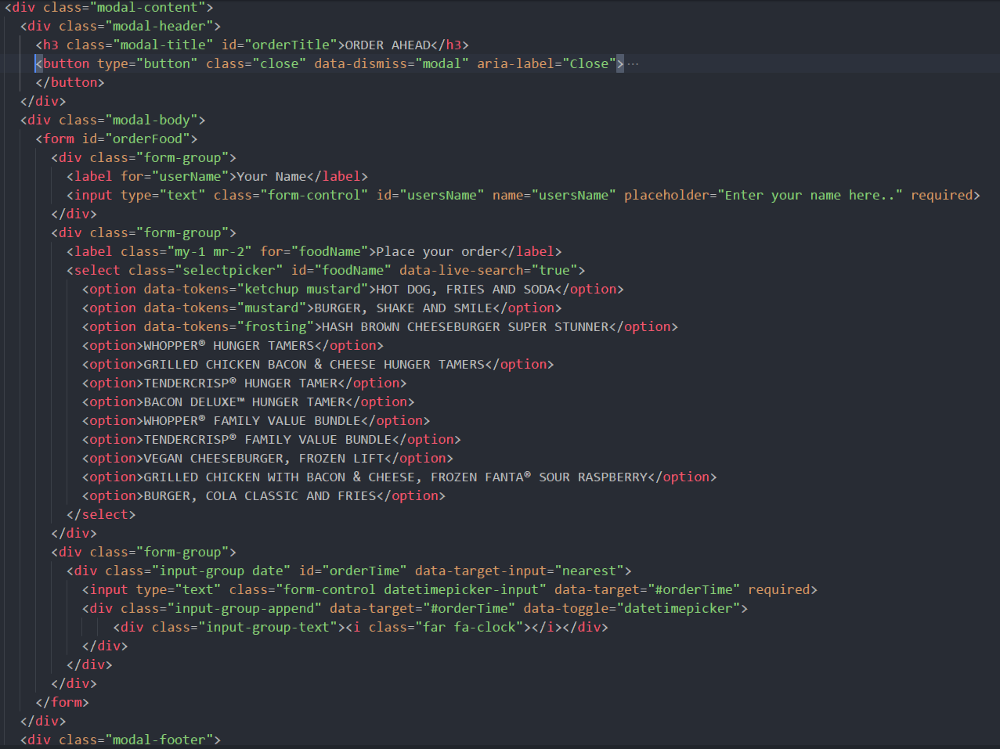 <div class="modal-content">
<div class="modal-header">
<h3 class="modal-title" id="orderTitle">ORDER AHEAD</h3>
<button type="button" class="close" data-dismiss="modal" aria-label="Close">···
</button>
</div>
<div class="modal-body">
<form id="orderFood">
<div class="form-group">
<label for="userName">Your Name</label>
<input type="text" class="form-control" id="usersName" name="usersName" placeholder="Enter your name here.." required>
</div>
<div class="form-group">
<label class="my-1 mr-2" for="foodName">Place your order</label>
<select class="selectpicker" id="foodName" data-live-search="true">
<option data-tokens="ketchup mustard">HOT DOG, FRIES AND SODA</option>
<option data-tokens="mustard">BURGER, SHAKE AND SMILE</option>
<option data-tokens="frosting">HASH BROWN CHEESEBURGER SUPER STUNNER</option>
<option>WHOPPER® HUNGER TAMERS</option>
<option>GRILLED CHICKEN BACON & CHEESE HUNGER TAMERS</option>
<option>TENDERCRISP® HUNGER TAMER</option>
<option>BACON DELUXE™ HUNGER TAMER</option>
<option>WHOPPER® FAMILY VALUE BUNDLE</option>
<option>TENDERCRISP® FAMILY VALUE BUNDLE</option>
<option>VEGAN CHEESEBURGER, FROZEN LIFT</option>
<option>GRILLED CHICKEN WITH BACON & CHEESE, FROZEN FANTA® SOUR RASPBERRY</option>
<option>BURGER, COLA CLASSIC AND FRIES</option>
</select>
</div>
<div class="form-group">
<div class="input-group date" id="orderTime" data-target-input="nearest">
<input type="text" class="form-control datetimepicker-input" data-target="#orderTime" required>
<div class="input-group-append" data-target="#orderTime" data-toggle="datetimepicker">
<div class="input-group-text"><i class="far fa-clock"></i></div>
</div>
</div>
</div>
</form>
</div>
<div class="modal-footer">